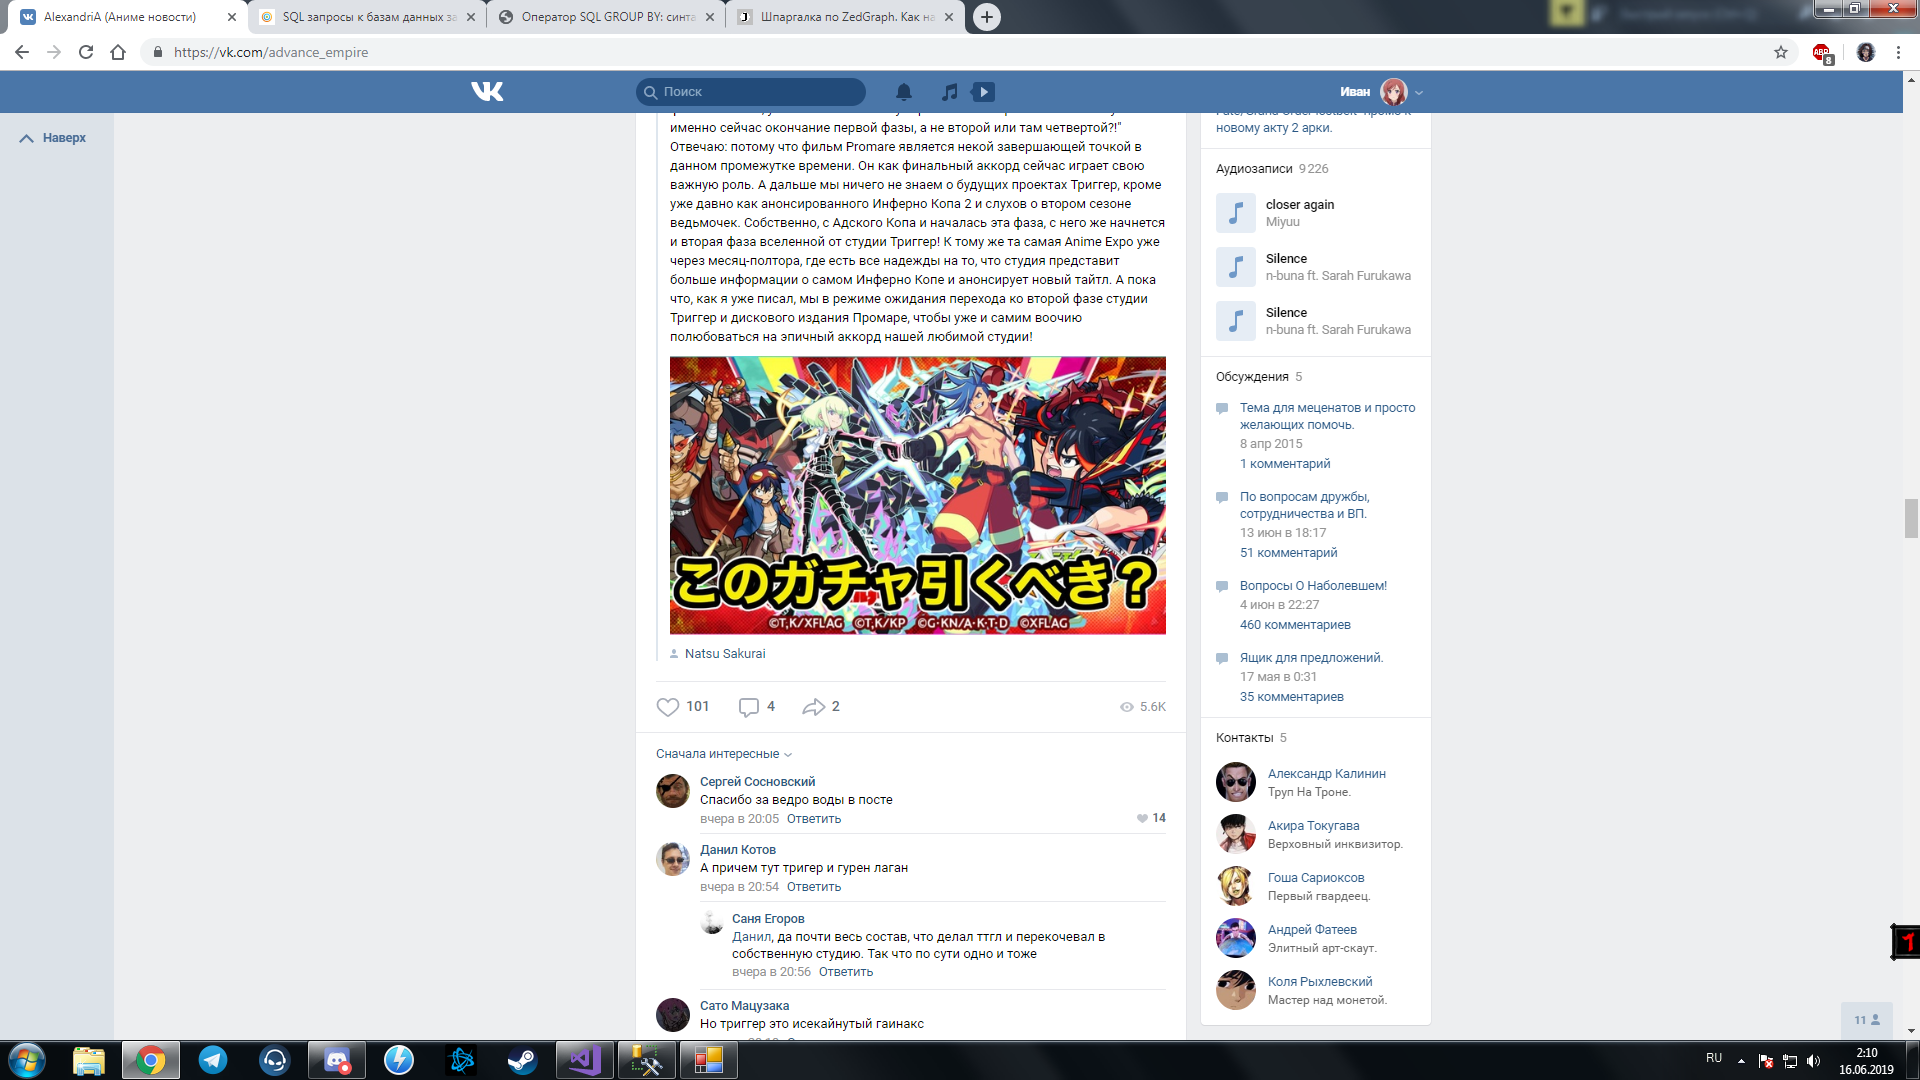 AlexandriA (Аниме новости)
SQL запросы к базам данных за
Оператор SQL GROUP BY: синта
Шпаргалка по ZedGraph. Как на
https://vk.com/advance_empire
ABP
8
Поиск
Иван
Наверх
именно сейчас окончание первой фазы, а не второй или там четвертой?!"
Отвечаю: потому что фильм Promare является некой завершающей точкой в
данном промежутке времени. Он как финальный аккорд сейчас играет свою
важную роль. А дальше мы ничего не знаем о будущих проектах Триггер, кроме
уже давно как анонсированного Инферно Копа 2 и слухов о втором сезоне
ведьмочек. Собственно, с Адского Копа и началась эта фаза, с него же начнется
и вторая фаза вселенной от студии Триггер! К тому же та самая Anime Expo уже
через месяц-полтора, где есть все надежды на то, что студия представит
больше информации о самом Инферно Копе и анонсирует новый тайтл. А пока
что, как я уже писал, мы в режиме ожидания перехода ко второй фазе студии
Триггер и дискового издания Промаре, чтобы уже и самим воочию
полюбоваться на эпичный аккорд нашей любимой студии!
このガチャ引くべき？
©T,K/XFLAG ©T,K/KP ©G·KN/A·K·T·D ©XFLAG
Natsu Sakurai
101
4
2
5.6K
Сначала интересные
Сергей Сосновский
Спасибо за ведро воды в посте
вчера в 20:05 Ответить
14
Данил Котов
А причем тут тригер и гурен лаган
вчера в 20:54 Ответить
Саня Егоров
Данил, да почти весь состав, что делал ттгл и перекочевал в
собственную студию. Так что по сути одно и тоже
вчера в 20:56 Ответить
Сато Мацузака
Но триггер это исекайнутый гаинакс
новому акту 2 арки.
Аудиозаписи 9 226
closer again
Miyuu
Silence
n-buna ft. Sarah Furukawa
Silence
n-buna ft. Sarah Furukawa
Обсуждения 5
Тема для меценатов и просто
желающих помочь.
8 апр 2015
1 комментарий
По вопросам дружбы,
сотрудничества и ВП.
13 июн в 18:17
51 комментарий
Вопросы О Наболевшем!
4 июн в 22:27
460 комментариев
Ящик для предложений.
17 мая в 0:31
35 комментариев
Контакты 5
Александр Калинин
Труп На Троне.
Акира Токугава
Верховный инквизитор.
Гоша Сариоксов
Первый гвардеец.
Андрей Фатеев
Элитный арт-скаут.
Коля Рыхлевский
Мастер над монетой.
11
RU
2:10
16.06.2019